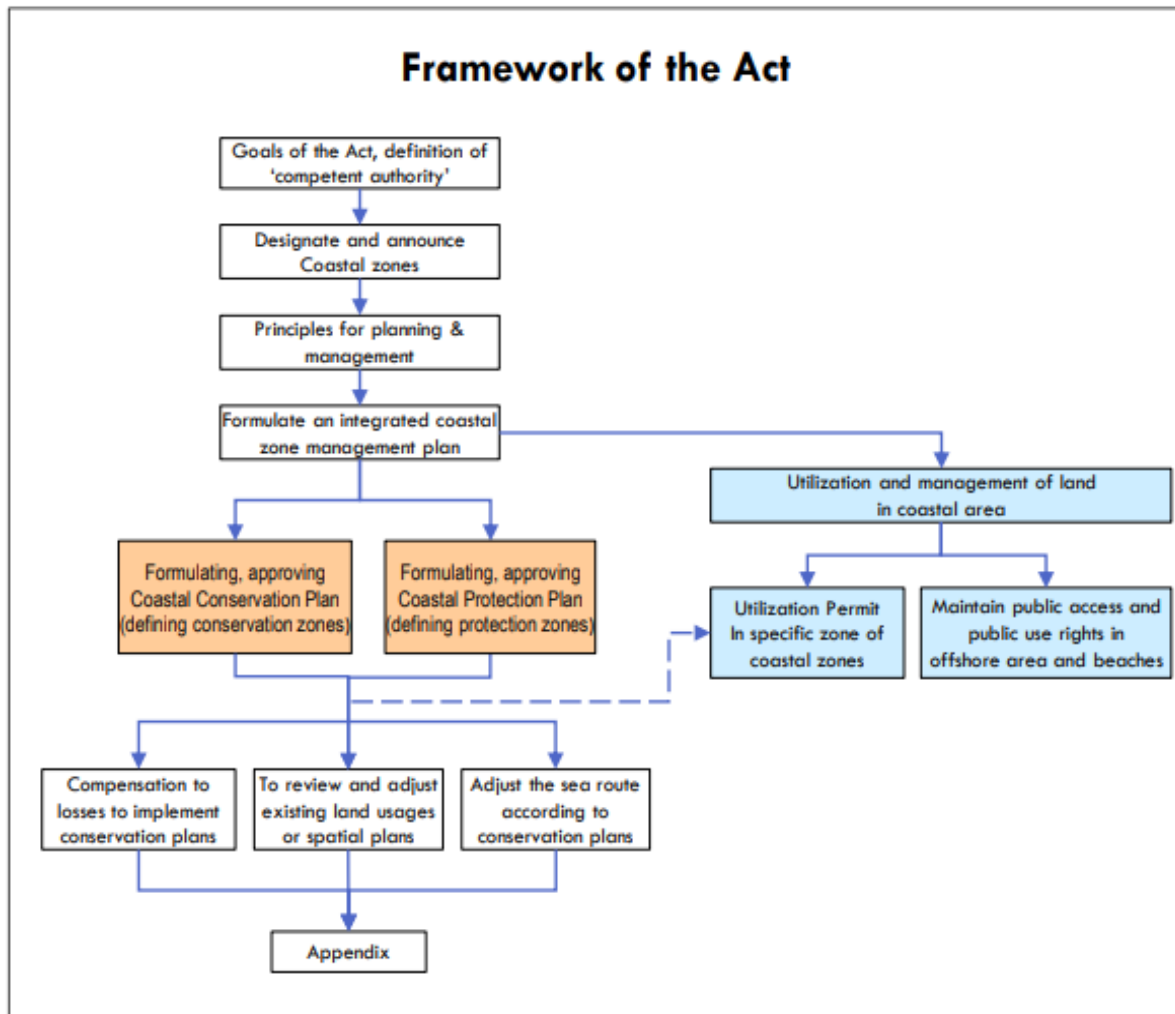 Framework of the Act
Goals of the Act, definition of
‘competent authority’
Designate and announce
Coastal zones
Principles for planning &
management
Formulate an integrated coastal
zone management plan
Utilization and management of land
in coastal area
Formulating, approving
Coastal Conservation Plan
(defining conservation zones)
Formulating, approving
Coastal Protection Plan
(defining protection zones)
Utilization Permit
In specific zone of
coastal zones
Maintain public access and
public use rights in
offshore area and beaches
Compensation to
losses to implement
conservation plans
To review and adjust
existing land usages
or spatial plans
Adjust the sea route
according to
conservation plans
Appendix